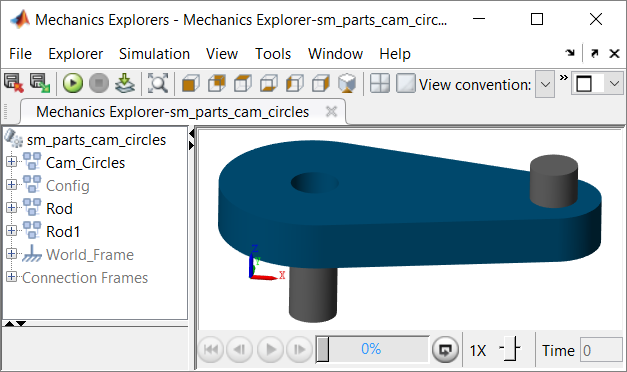 Mechanics Explorers - Mechanics Explorer-sm_parts_cam_circ...
File Explorer Simulation View Tools Window Help
View convention: »
Mechanics Explorer-sm_parts_cam_circles
sm_parts_cam_circles
Cam_Circles
Config
Rod
Rod1
World_Frame
Connection Frames
Z
Y
X
0% 1X Time 0